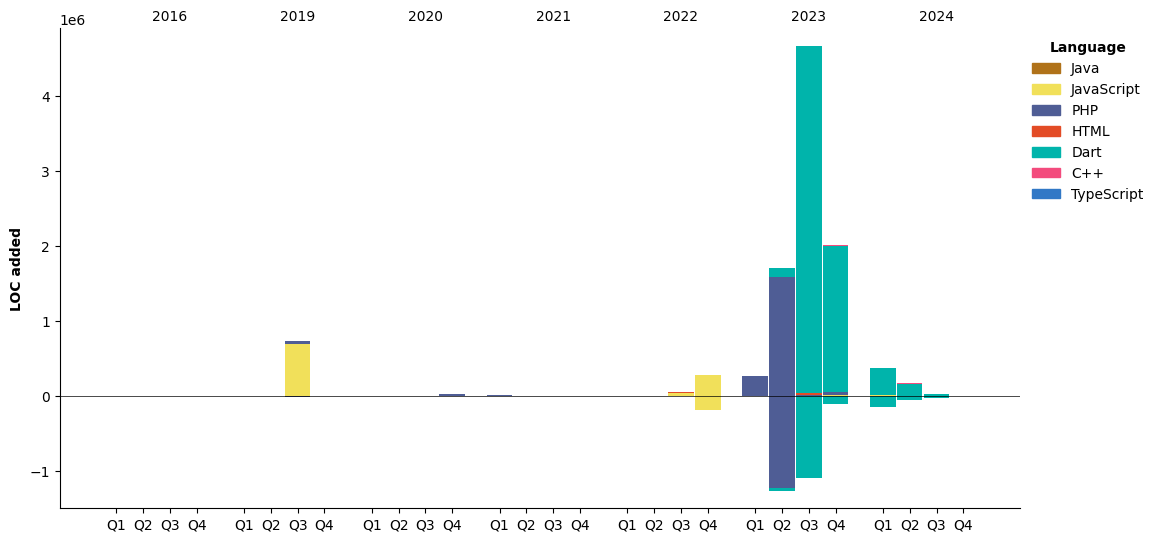 2016 2019 2020 2021 2022 2023 2024
1e6
Language
Java
JavaScript
PHP
HTML
Dart
C++
TypeScript
4
3
2
1
0
−1
LOC added
Q1 Q2 Q3 Q4 Q1 Q2 Q3 Q4 Q1 Q2 Q3 Q4 Q1 Q2 Q3 Q4 Q1 Q2 Q3 Q4 Q1 Q2 Q3 Q4 Q1 Q2 Q3 Q4